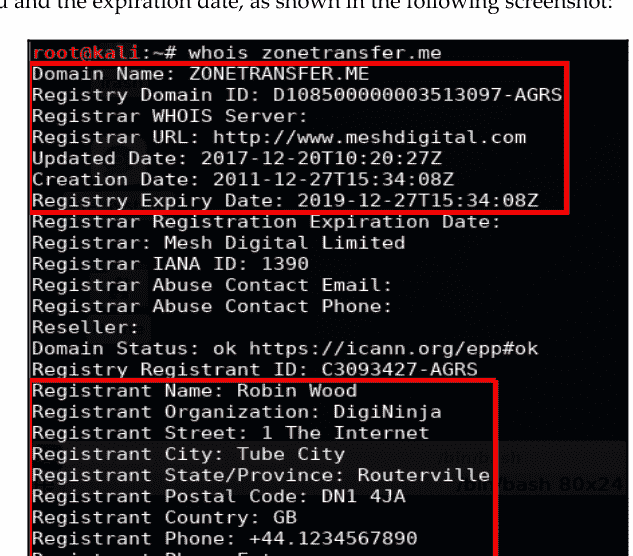 d and the expiration date, as shown in the following screenshot:
root@kali:~# whois zonetransfer.me
Domain Name: ZONETRANSFER.ME
Registry Domain ID: D108500000003513097-AGRS
Registrar WHOIS Server:
Registrar URL: http://www.meshdigital.com
Updated Date: 2017-12-20T10:20:27Z
Creation Date: 2011-12-27T15:34:08Z
Registry Expiry Date: 2019-12-27T15:34:08Z
Registrar Registration Expiration Date:
Registrar: Mesh Digital Limited
Registrar IANA ID: 1390
Registrar Abuse Contact Email:
Registrar Abuse Contact Phone:
Reseller:
Domain Status: ok https://icann.org/epp#ok
Registry Registrant ID: C3093427-AGRS
Registrant Name: Robin Wood
Registrant Organization: DigiNinja
Registrant Street: 1 The Internet
Registrant City: Tube City
/bin/bash
Registrant State/Province: Routerville
/bin/bash 80x24
Registrant Postal Code: DN1 4JA
Registrant Country: GB
Registrant Phone: +44.1234567890